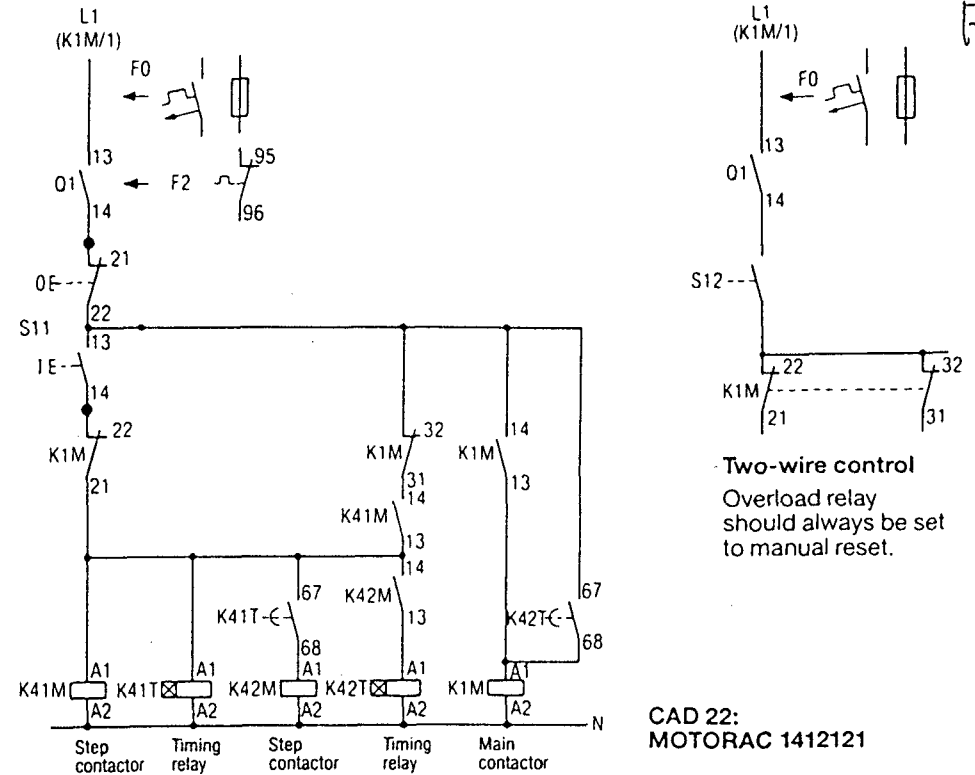 L1
(K1M/1)
F0
13
Q1
F2
95
14
96
21
0E
22
S11
13
IE
14
22
K1M
21
32
K1M
31
14
K1M
13
14
K41M
13
14
K42M
13
67
K41T
68
67
K42T
68
A1
K41M
A2
A1
K41T
A2
A1
K42M
A2
A1
K42T
A2
A1
K1M
A2
N
Step
contactor
Timing
relay
Step
contactor
Timing
relay
Main
contactor
L1
(K1M/1)
F0
13
Q1
14
S12
22
32
K1M
21
31
Two-wire control
Overload relay
should always be set
to manual reset.
CAD 22:
MOTORAC 1412121